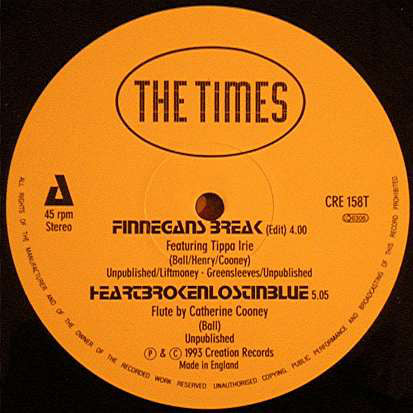 THE TIMES
A
45 rpm
Stereo
CRE 158T
LC 6205
FINNEGANS BREAK (Edit) 4.00
Featuring Tippa Irie
(Ball/Henry/Cooney)
Unpublished/Liftmoney - Greensleeves/Unpublished
HEARTBROKENLOSTINBLUE 5.05
Flute by Catherine Cooney
(Ball)
Unpublished
℗ & © 1993 Creation Records
Made in England
ALL RIGHTS OF THE MANUFACTURER AND OF THE OWNER OF THE RECORDED WORK RESERVED. UNAUTHORISED COPYING, PUBLIC PERFORMANCE AND BROADCASTING OF THIS RECORD PROHIBITED.